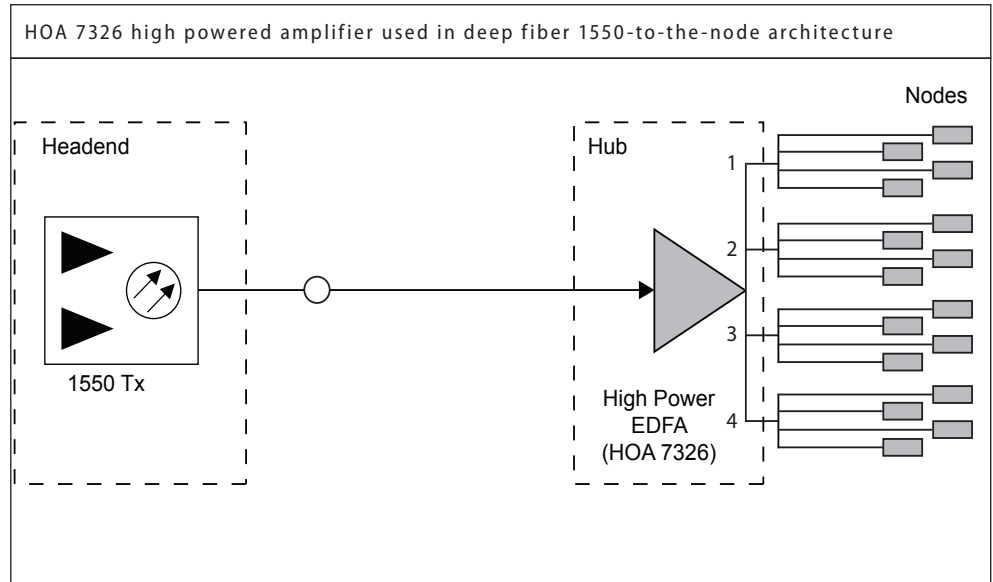 HOA 7326 high powered amplifier used in deep fiber 1550-to-the-node architecture
Nodes
Headend
Hub
1
2
3
4
1550 Tx
High Power
EDFA
(HOA 7326)